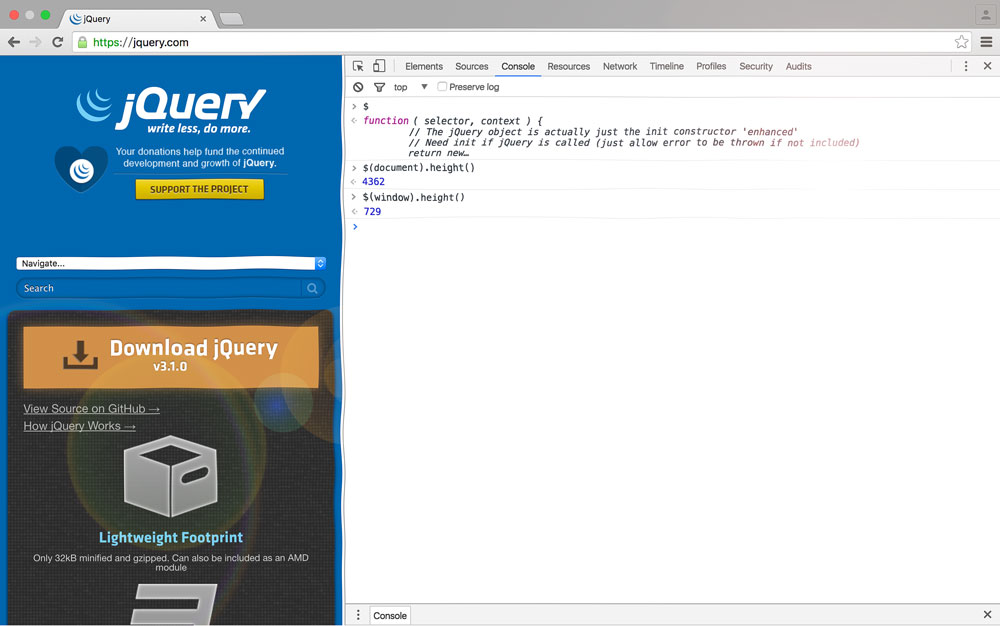 jQuery
https://jquery.com
jQuery
write less, do more.
Your donations help fund the continued
development and growth of jQuery.
SUPPORT THE PROJECT
Navigate...
Search
Download jQuery
v3.1.0
View Source on GitHub →
How jQuery Works →
Lightweight Footprint
Only 32kB minified and gzipped. Can also be included as an AMD
module
Elements Sources Console Resources Network Timeline Profiles Security Audits
top Preserve log
> $
function ( selector, context ) {
// The jQuery object is actually just the init constructor 'enhanced'
// Need init if jQuery is called (just allow error to be thrown if not included)
return new…
> $(document).height()
4362
> $(window).height()
729
>
Console